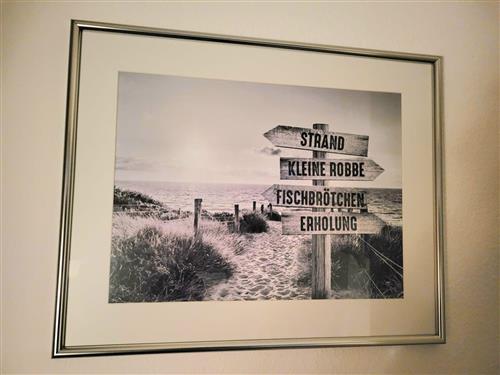 STRAND
KLEINE ROBBE
FISCHBRÖTCHEN
ERHOLUNG